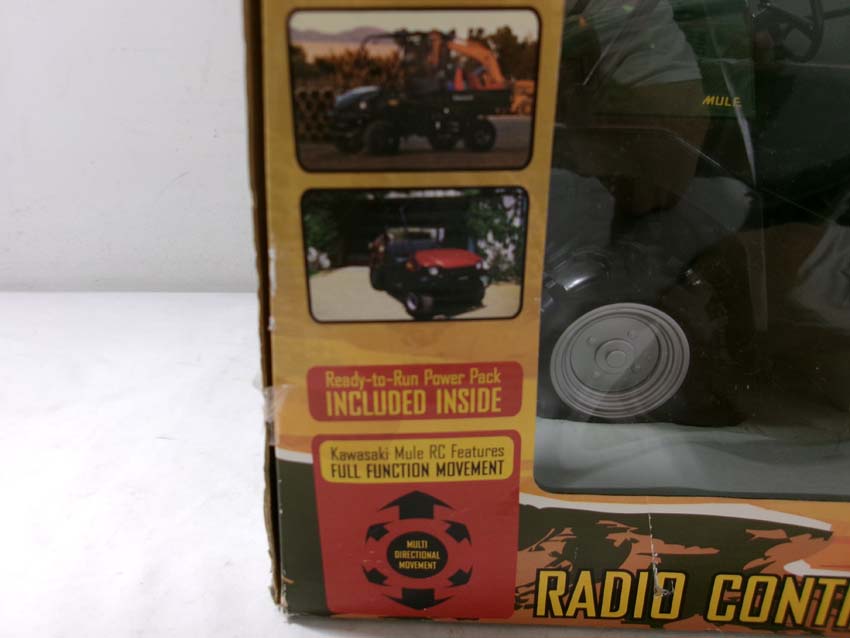 MULE
Ready-to-Run Power Pack
INCLUDED INSIDE
Kawasaki Mule RC Features
FULL FUNCTION MOVEMENT
MULTI
DIRECTIONAL
MOVEMENT
RADIO CONT